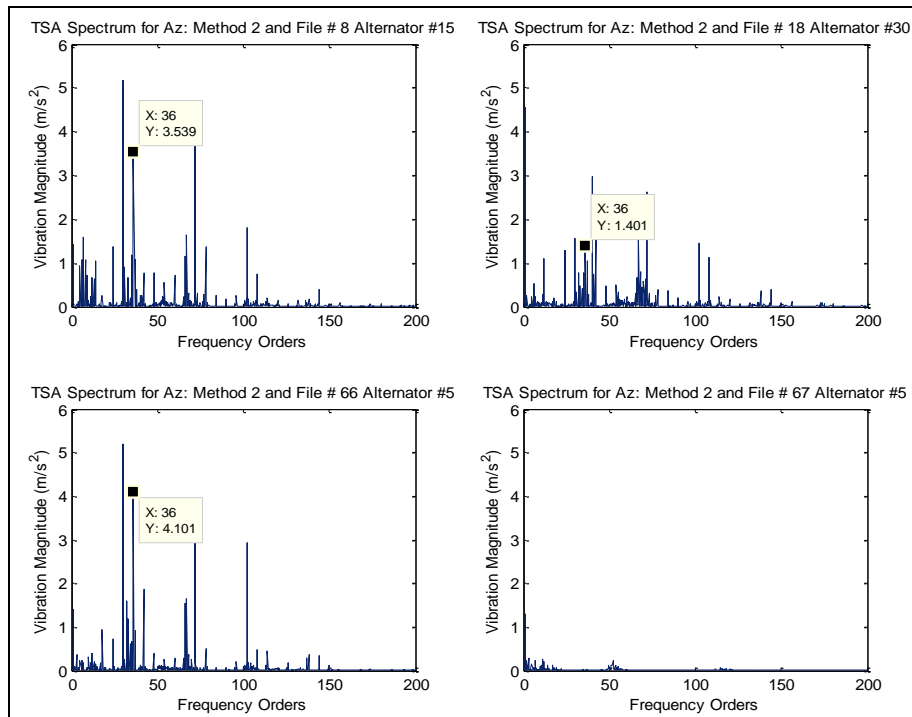 TSA Spectrum for Az: Method 2 and File # 8 Alternator #15
6
5
4
3
2
1
0
Vibration Magnitude (m/s²)
X: 36
Y: 3.539
0 50 100 150 200
Frequency Orders
TSA Spectrum for Az: Method 2 and File # 18 Alternator #30
6
5
4
3
2
1
0
Vibration Magnitude (m/s²)
X: 36
Y: 1.401
0 50 100 150 200
Frequency Orders
TSA Spectrum for Az: Method 2 and File # 66 Alternator #5
6
5
4
3
2
1
0
Vibration Magnitude (m/s²)
X: 36
Y: 4.101
0 50 100 150 200
Frequency Orders
TSA Spectrum for Az: Method 2 and File # 67 Alternator #5
6
5
4
3
2
1
0
Vibration Magnitude (m/s²)
0 50 100 150 200
Frequency Orders